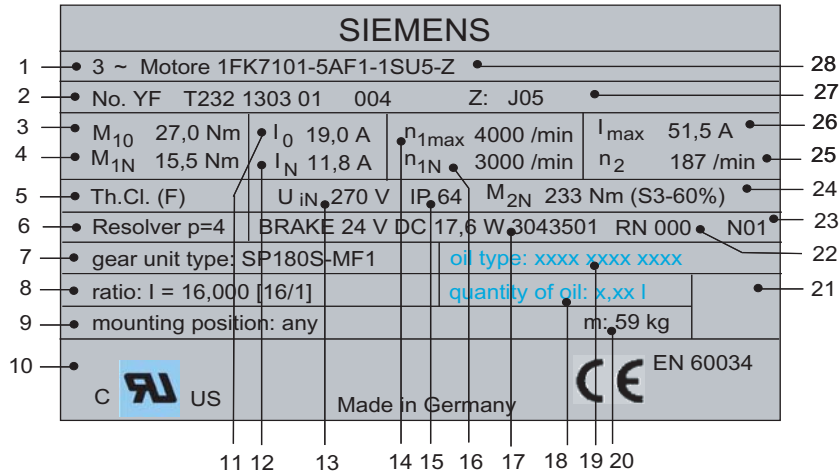 SIEMENS
1 3 ~ Motore 1FK7101-5AF1-1SU5-Z 28
2 No. YF T232 1303 01 004 Z: J05 27
3 M10 27,0 Nm I0 19,0 A n1max 4000 /min Imax 51,5 A 26
4 M1N 15,5 Nm IN 11,8 A n1N 3000 /min n2 187 /min 25
5 Th.Cl. (F) U iN 270 V IP 64 M2N 233 Nm (S3-60%) 24
6 Resolver p=4 BRAKE 24 V DC 17,6 W 3043501 RN 000 N01 23
22
7 gear unit type: SP180S-MF1 oil type: xxxx xxxx xxxx
8 ratio: I = 16,000 [16/1] quantity of oil: x,xx l 21
9 mounting position: any m: 59 kg
10 C RU US Made in Germany CE EN 60034
11 12 13 14 15 16 17 18 19 20